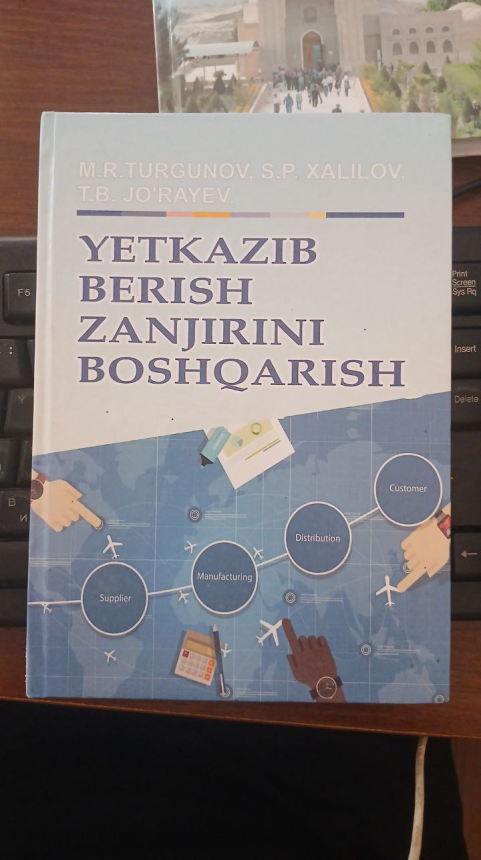 M.R.TURGUNOV, S.P. XALILOV,
T.B. JO'RAYEV.
YETKAZIB
BERISH
ZANJIRINI
BOSHQARISH
Customer
Distribution
Manufacturing
Supplier
F5
Print
Screen
Sys Rq
Insert
Delete
B
И